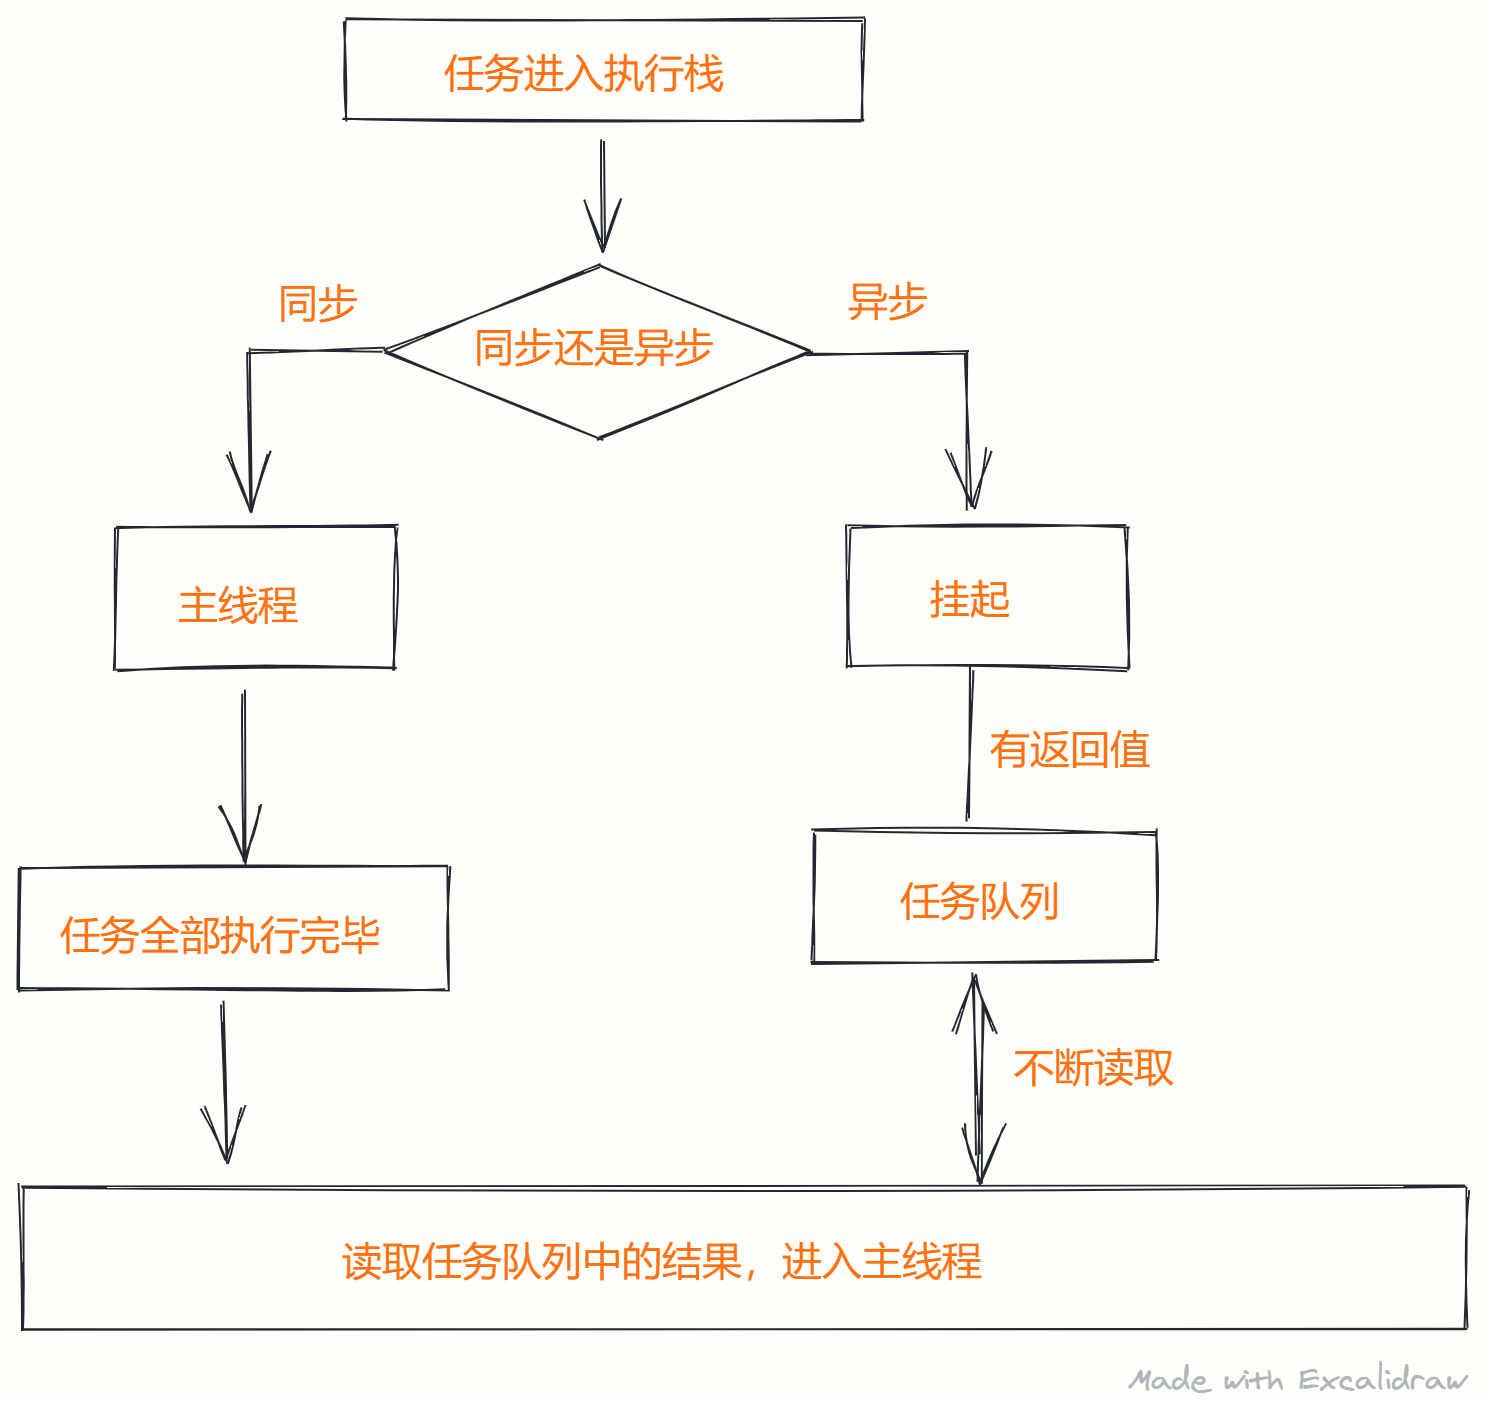 任务进入执行栈
同步
同步还是异步
异步
主线程
挂起
有返回值
任务全部执行完毕
任务队列
不断读取
读取任务队列中的结果，进入主线程
Made with Excalidraw